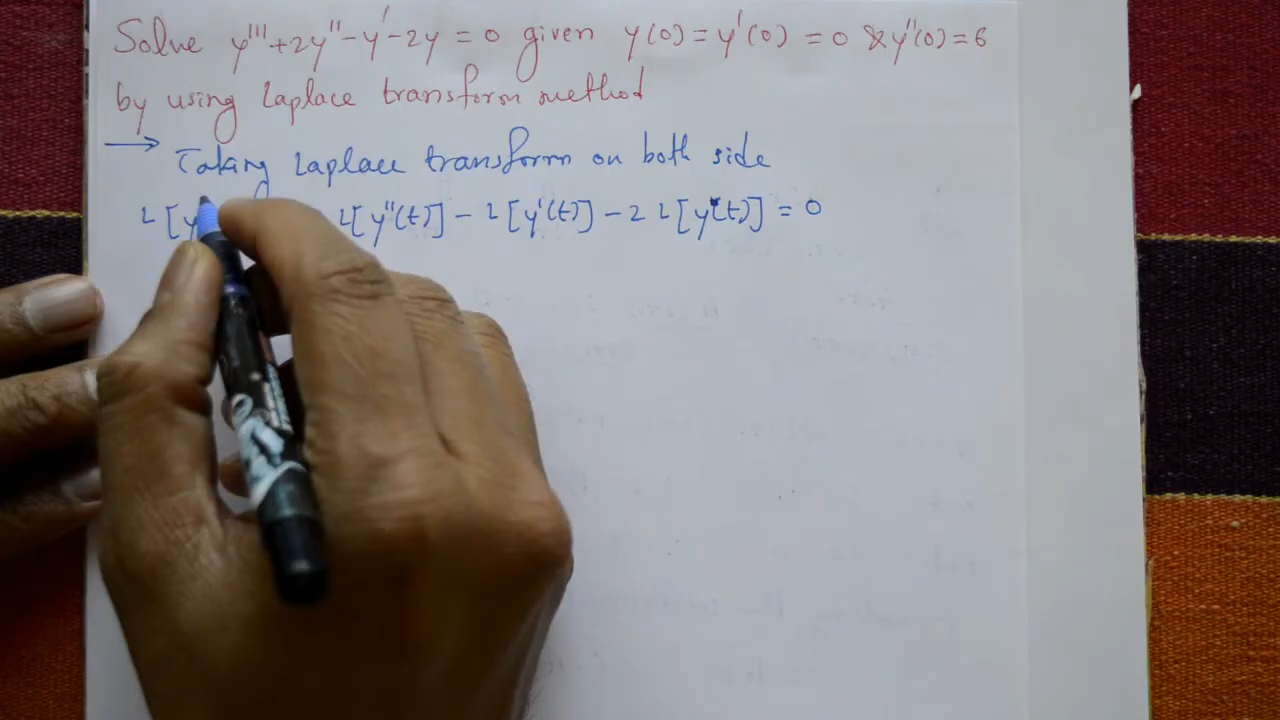 Solve y'''+2y''-y'-2y = 0 given y(0)=y'(0)=0 & y''(0)=6
by using Laplace transform method
→ Taking Laplace transform on both side
L[y L[y''(t)] - L[y'(t)] - 2 L[y(t)] = 0